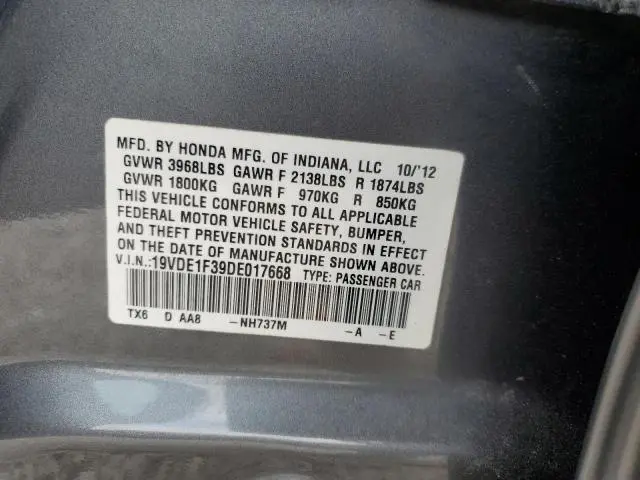 MFD. BY HONDA MFG. OF INDIANA, LLC 10/'12
GVWR 3968LBS GAWR F 2138LBS R 1874LBS
GVWR 1800KG GAWR F 970KG R 850KG
THIS VEHICLE CONFORMS TO ALL APPLICABLE
FEDERAL MOTOR VEHICLE SAFETY, BUMPER,
AND THEFT PREVENTION STANDARDS IN EFFECT
ON THE DATE OF MANUFACTURE SHOWN ABOVE.
V.I.N.:19VDE1F39DE017668 TYPE: PASSENGER CAR
TX6 D AA8 -NH737M -A -E